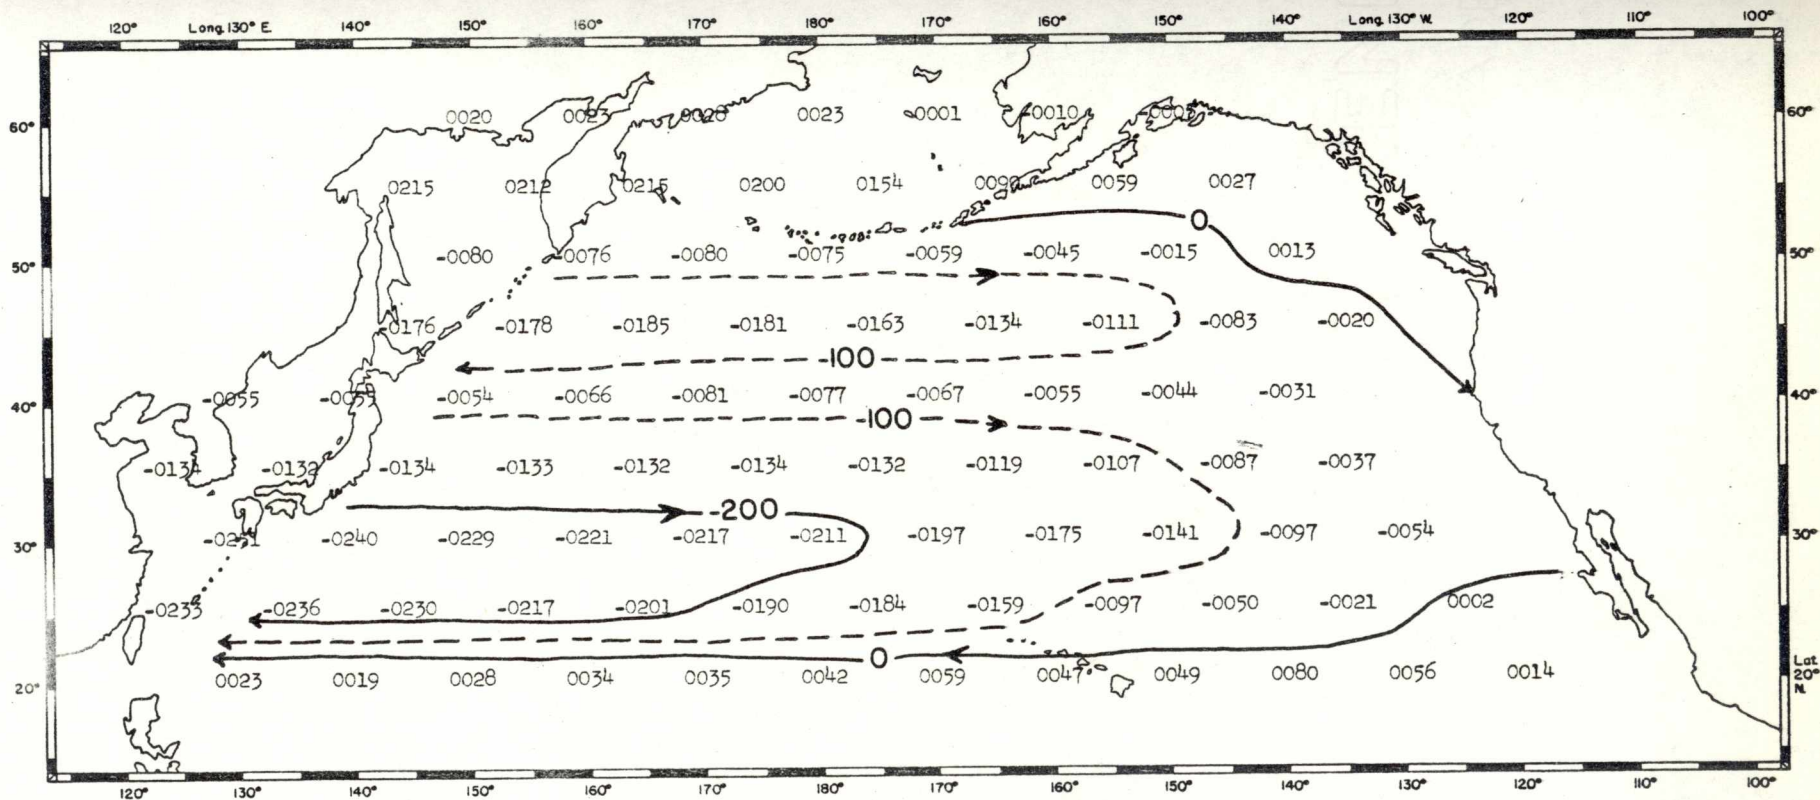 120° Long. 130° E. 140° 150° 160° 170° 180° 170° 160° 150° 140° Long. 130° W. 120° 110° 100°
60° 0020 0023 0020 0023 0001 -0010 60°
0215 0212 0215 0200 0154 0090 0059 0027
0
50° -0080 -0076 -0080 -0075 -0059 -0045 -0015 0013 50°
-0176 -0178 -0185 -0181 -0163 -0134 -0111 -0083 -0020
-100
40° -0055 -0055 -0054 -0066 -0081 -0077 -0067 -0055 -0044 -0031 40°
-100
-0134 -0132 -0134 -0133 -0132 -0134 -0132 -0119 -0107 -0087 -0037
-200
30° -0240 -0229 -0221 -0217 -0211 -0197 -0175 -0141 -0097 -0054 30°
-0233 -0236 -0230 -0217 -0201 -0190 -0184 -0159 -0097 -0050 -0021 0002
0
20° 0023 0019 0028 0034 0035 0042 0059 0047 0049 0080 0056 0014 Lat. 20° N.
120° 130° 140° 150° 160° 170° 180° 170° 160° 150° 140° 130° 120° 110° 100°